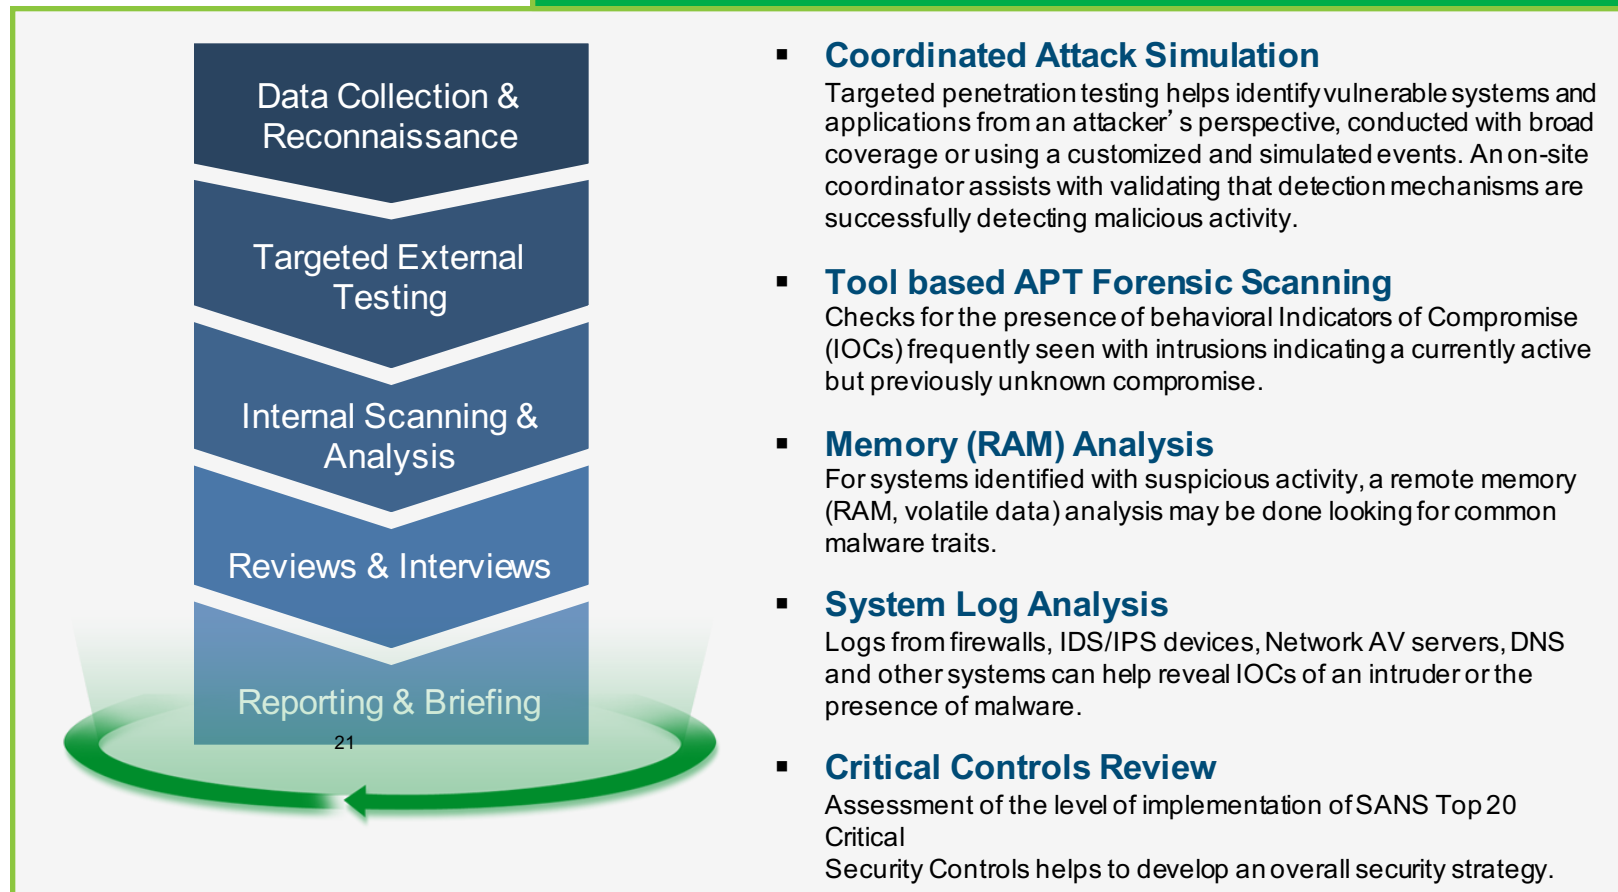 Data Collection &
Reconnaissance
Targeted External
Testing
Internal Scanning &
Analysis
Reviews & Interviews
Reporting & Briefing
21
▪ Coordinated Attack Simulation
Targeted penetration testing helps identify vulnerable systems and
applications from an attacker’s perspective, conducted with broad
coverage or using a customized and simulated events. An on-site
coordinator assists with validating that detection mechanisms are
successfully detecting malicious activity.
▪ Tool based APT Forensic Scanning
Checks for the presence of behavioral Indicators of Compromise
(IOCs) frequently seen with intrusions indicating a currently active
but previously unknown compromise.
▪ Memory (RAM) Analysis
For systems identified with suspicious activity, a remote memory
(RAM, volatile data) analysis may be done looking for common
malware traits.
▪ System Log Analysis
Logs from firewalls, IDS/IPS devices, Network AV servers, DNS
and other systems can help reveal IOCs of an intruder or the
presence of malware.
▪ Critical Controls Review
Assessment of the level of implementation of SANS Top 20
Critical
Security Controls helps to develop an overall security strategy.